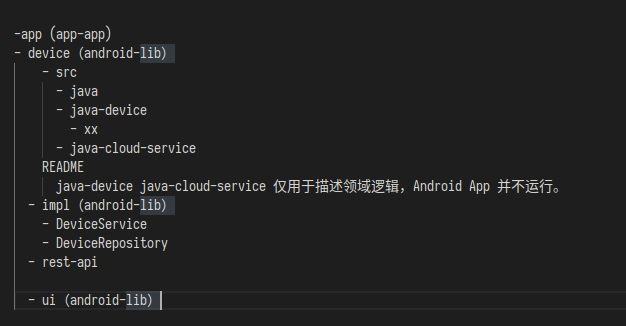 -app (app-app)
- device (android-lib)
- src
- java
- java-device
- xx
- java-cloud-service
README
java-device java-cloud-service 仅用于描述领域逻辑，Android App 并不运行。
- impl (android-lib)
- DeviceService
- DeviceRepository
- rest-api
- ui (android-lib)